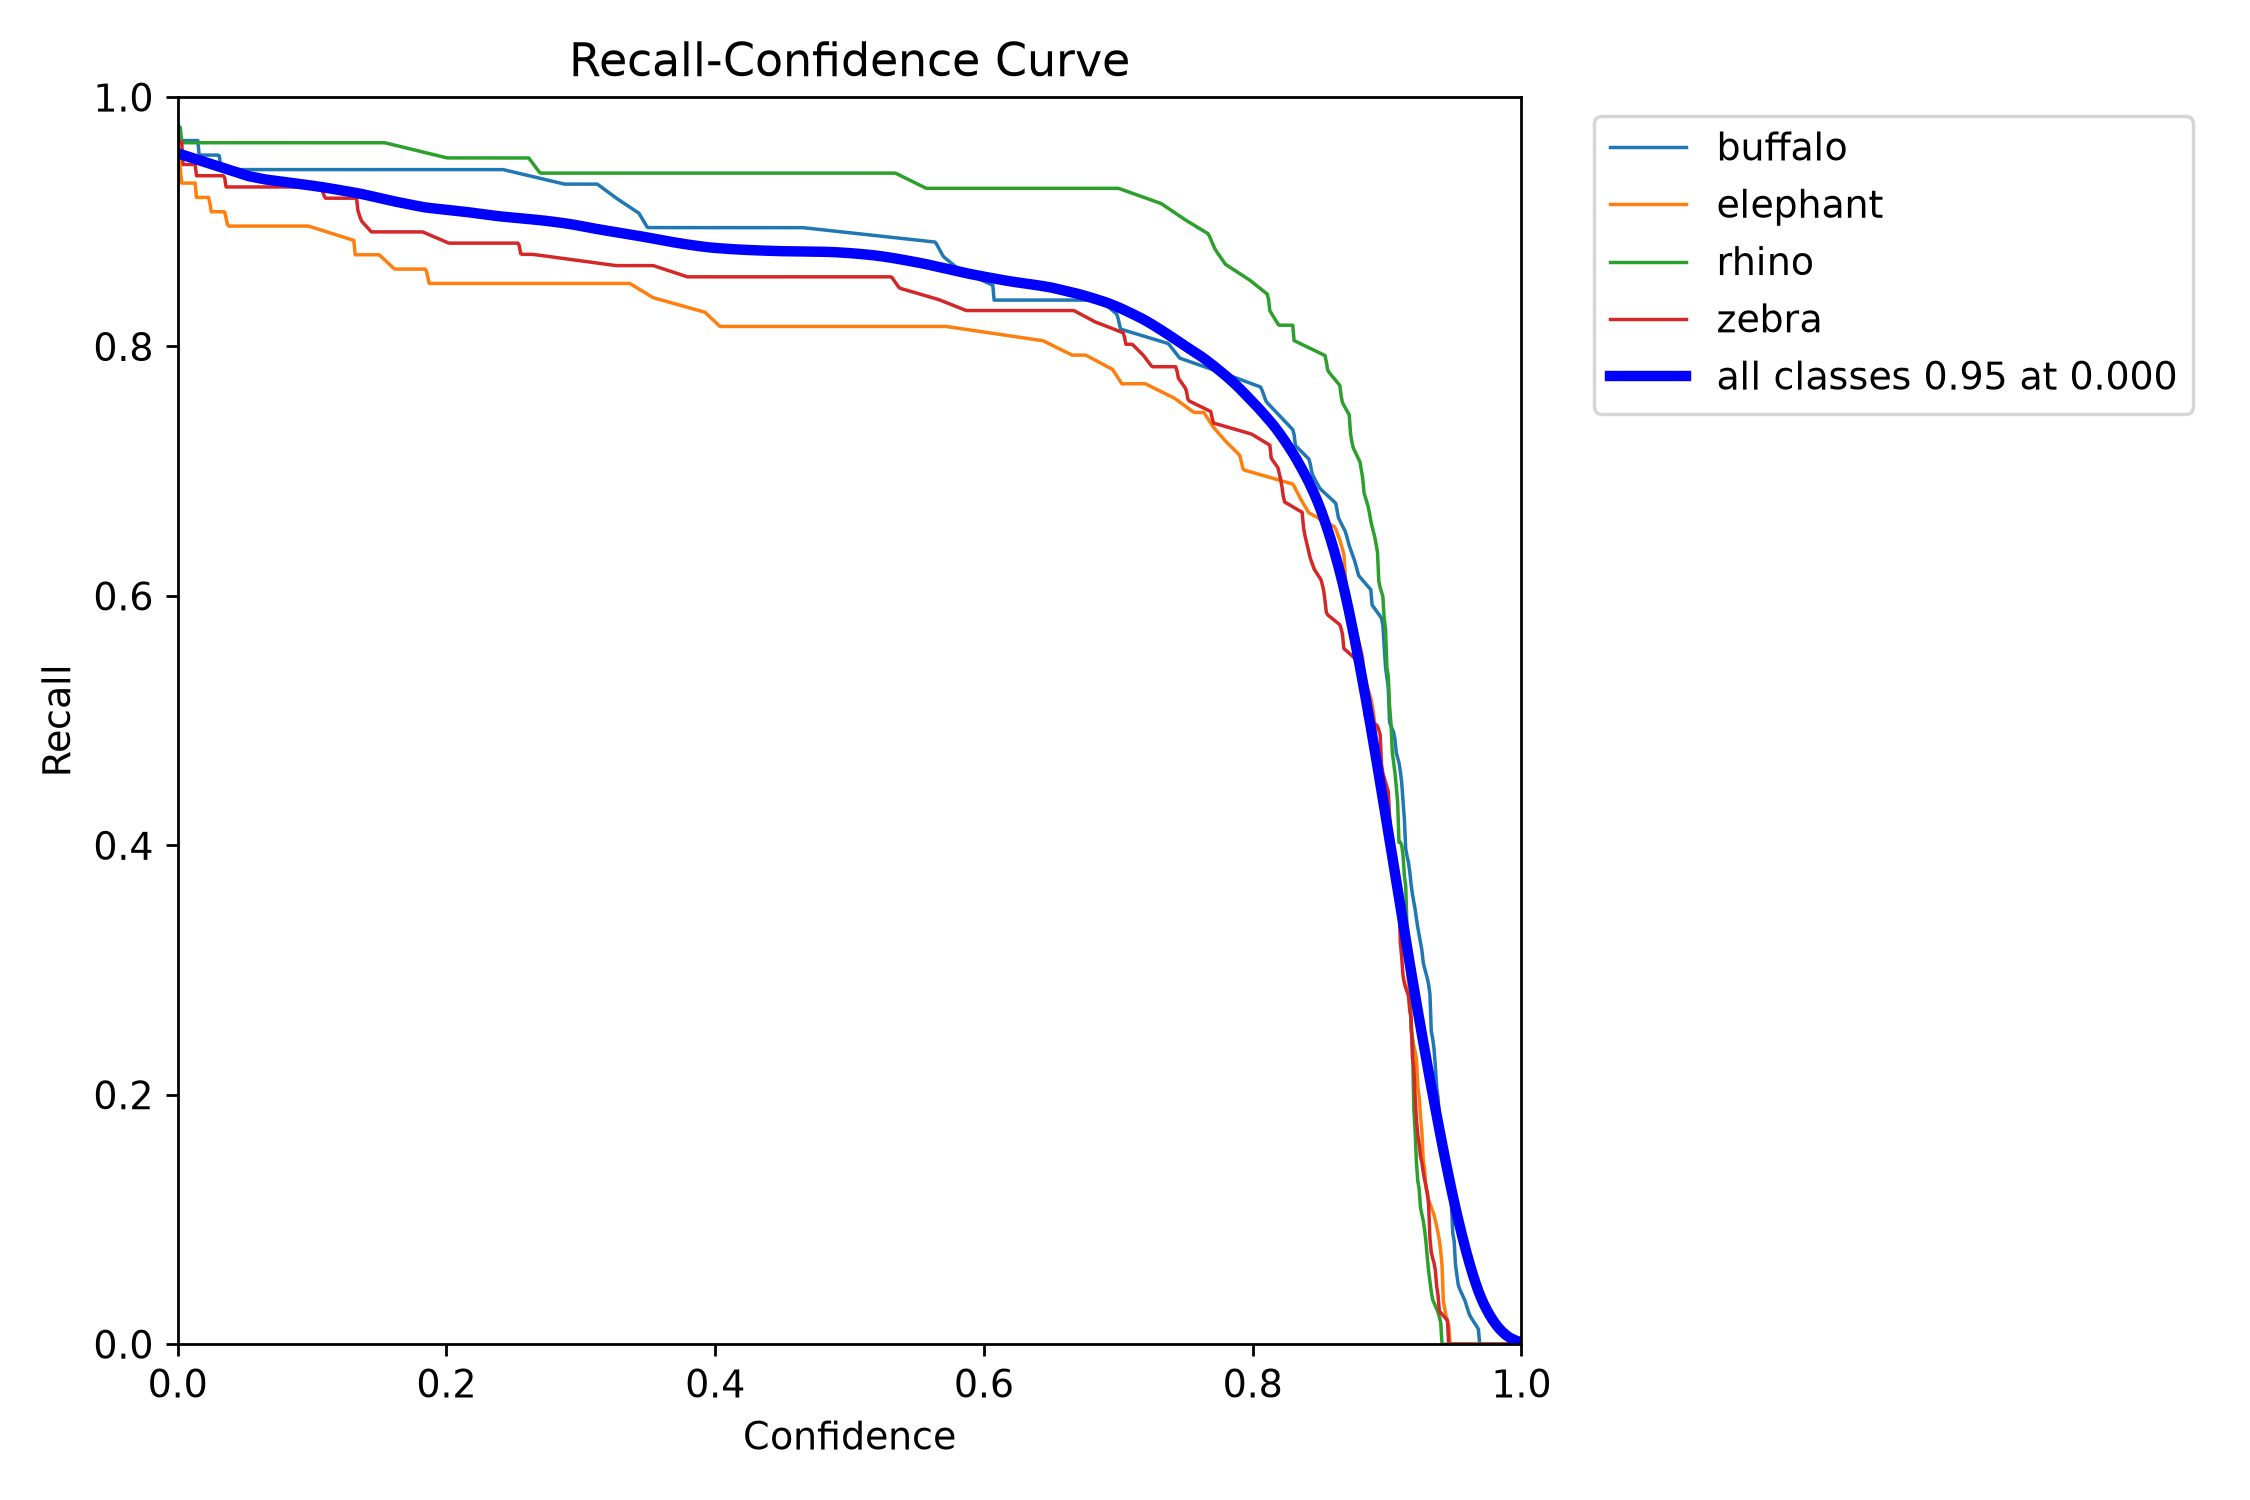 Recall-Confidence Curve
1.0
0.8
0.6
0.4
0.2
0.0
Recall
0.0 0.2 0.4 0.6 0.8 1.0
Confidence
buffalo
elephant
rhino
zebra
all classes 0.95 at 0.000